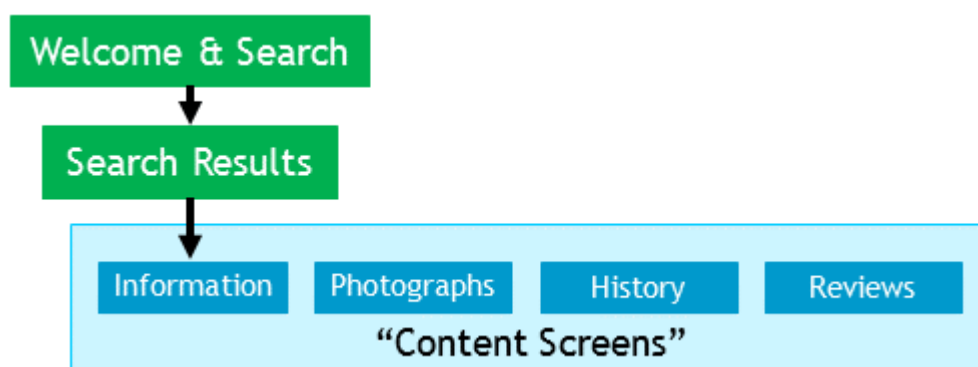 Welcome & Search
Search Results
Information
Photographs
History
Reviews
“Content Screens”